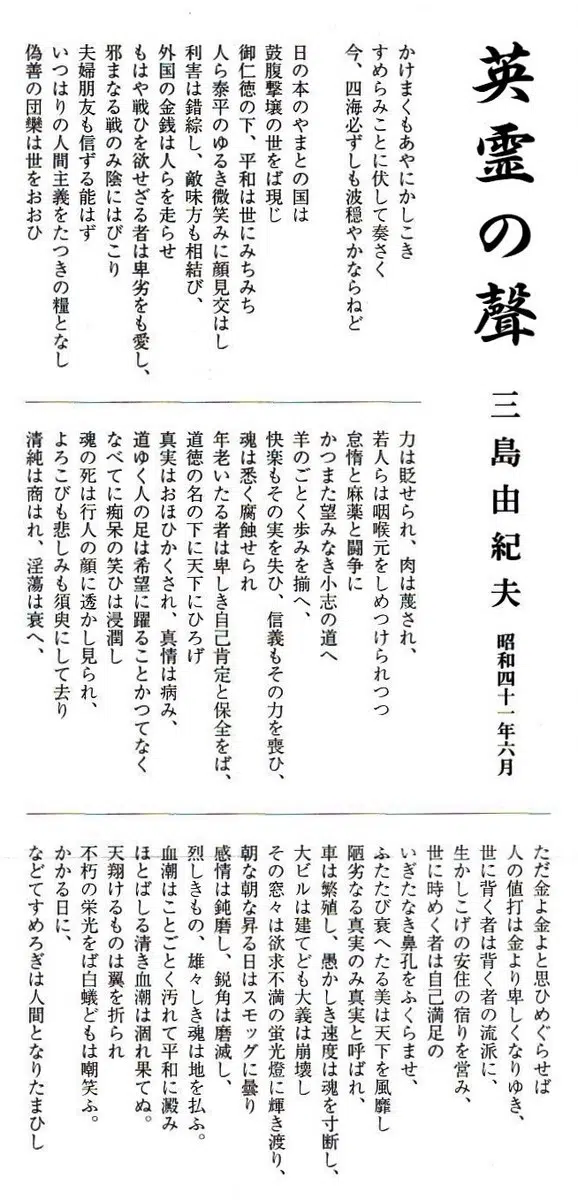 英霊の聲
三島由紀夫
昭和四十一年六月
かけまくもあやにかしこき
すめらみことに伏して奏さく
今、四海必ずしも波穏やかならねど
日の本のやまとの国は
鼓腹撃壌の世をば現じ
御仁徳の下、平和は世にみちみち
人ら泰平のゆるき微笑みに顔見交はし
利害は錯綜し、敵味方も相結び、
外国の金銭は人らを走らせ
もはや戦ひを欲せざる者は卑劣をも愛し、
邪まなる戦のみ陰にはびこり
夫婦朋友も信ずる能はず
いつはりの人間主義をたつきの糧となし
偽善の団欒は世をおおひ
力は貶せられ、肉は蔑され、
若人らは咽喉元をしめつけられつつ
怠惰と麻薬と闘争に
かつまた望みなき小志の道へ
羊のごとく歩みを揃へ、
快楽もその実を失ひ、信義もその力を喪ひ、
魂は悉く腐蝕せられ
年老いたる者は卑しき自己肯定と保全をば、
道徳の名の下に天下にひろげ
真実はおほひかくされ、真情は病み、
道ゆく人の足は希望に躍ることかつてなく
なべてに痴呆の笑ひは浸潤し
魂の死は行人の顔に透かし見られ、
よろこびも悲しみも須臾にして去り
清純は商はれ、淫蕩は衰へ、
ただ金よ金よと思ひめぐらせば
人の値打は金より卑しくなりゆき、
世に背く者は背く者の流派に、
生かしこげの安住の宿りを営み、
世に時めく者は自己満足の
いぎたなき鼻孔をふくらませ、
ふたたび衰へたる美は天下を風靡し
陋劣なる真実のみ真実と呼ばれ、
車は繁殖し、愚かしき速度は魂を寸断し、
大ビルは建てども大義は崩壊し
その窓々は欲求不満の蛍光燈に輝き渡り、
朝な朝な昇る日はスモッグに曇り
感情は鈍磨し、鋭角は磨滅し、
烈しきもの、雄々しき魂は地を払ふ。
血潮はことごとく汚れて平和に澱み
ほとばしる清き血潮は涸れ果てぬ。
天翔けるものは翼を折られ
不朽の栄光をば白蟻どもは嘲笑ふ。
かかる日に、
などてすめろぎは人間となりたまひし